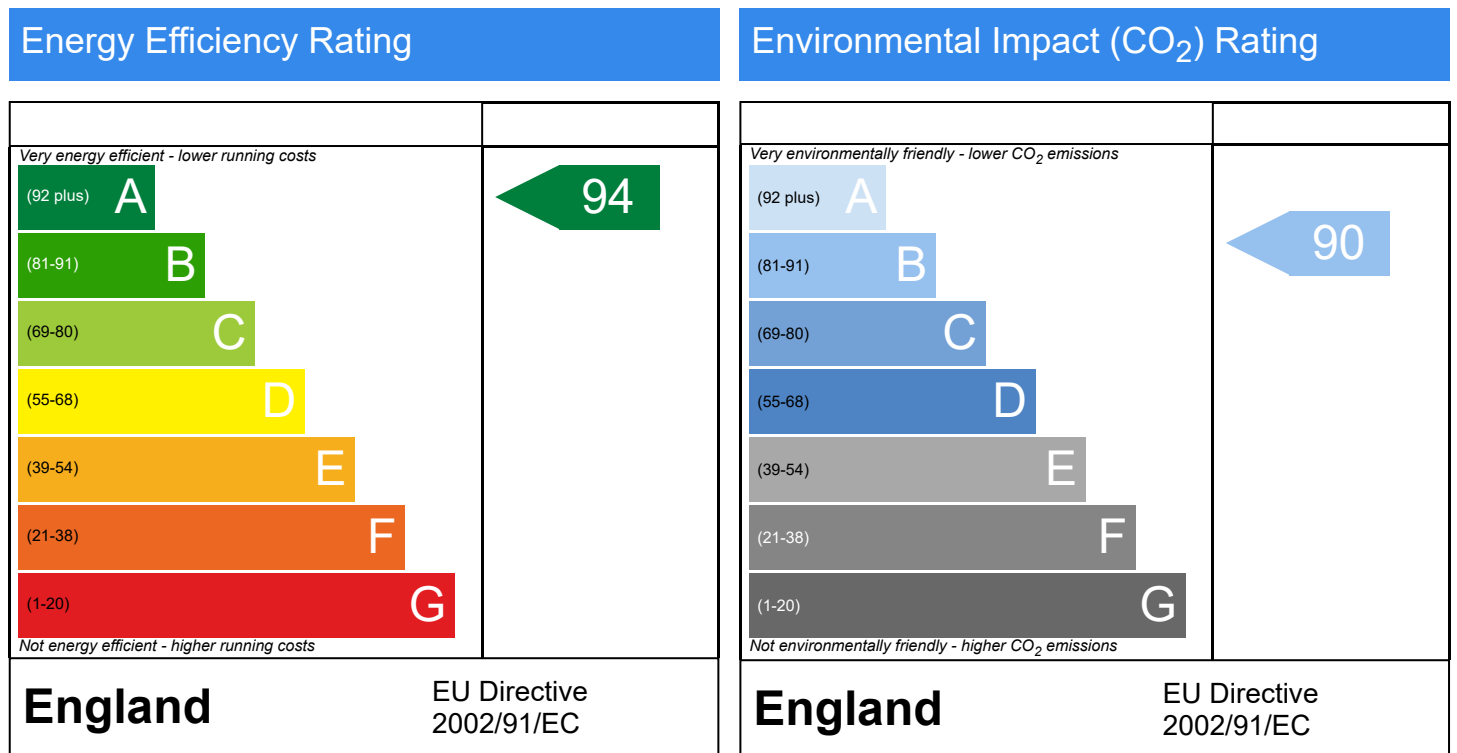 Energy Efficiency Rating
Very energy efficient - lower running costs
(92 plus) A
94
(81-91) B
(69-80) C
(55-68) D
(39-54) E
(21-38) F
(1-20) G
Not energy efficient - higher running costs
England
EU Directive
2002/91/EC
Environmental Impact (CO₂) Rating
Very environmentally friendly - lower CO₂ emissions
(92 plus) A
(81-91) B
90
(69-80) C
(55-68) D
(39-54) E
(21-38) F
(1-20) G
Not environmentally friendly - higher CO₂ emissions
England
EU Directive
2002/91/EC